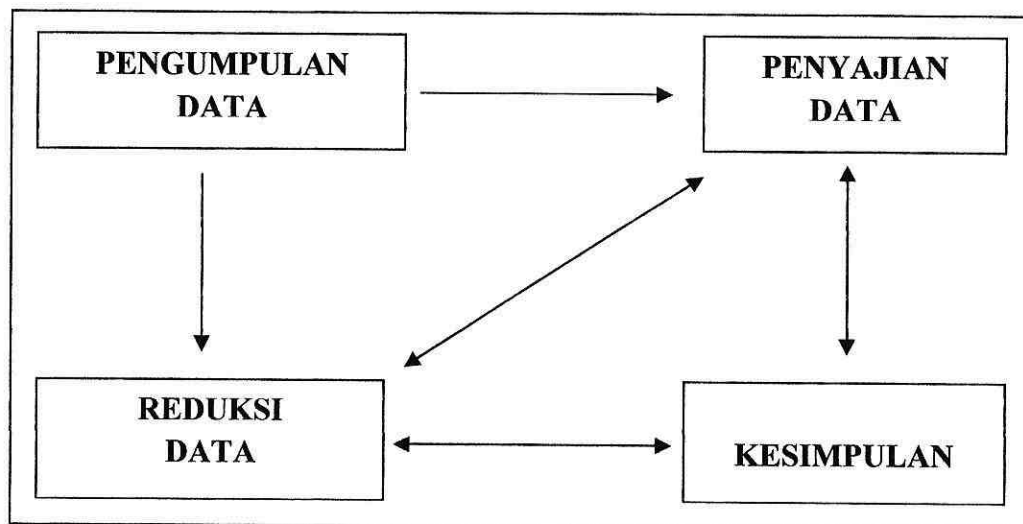 PENGUMPULAN
DATA
PENYAJIAN
DATA
REDUKSI
DATA
KESIMPULAN